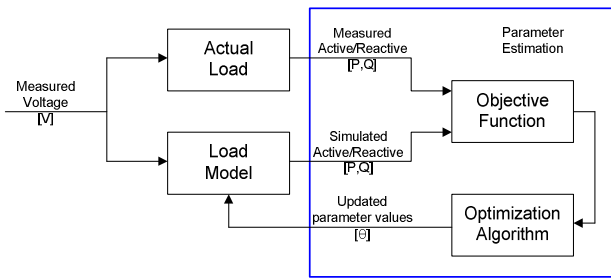 Measured
Voltage
[V]
Actual
Load
Measured
Active/Reactive
[P,Q]
Parameter
Estimation
Objective
Function
Load
Model
Simulated
Active/Reactive
[P,Q]
Updated
parameter values
[θ]
Optimization
Algorithm